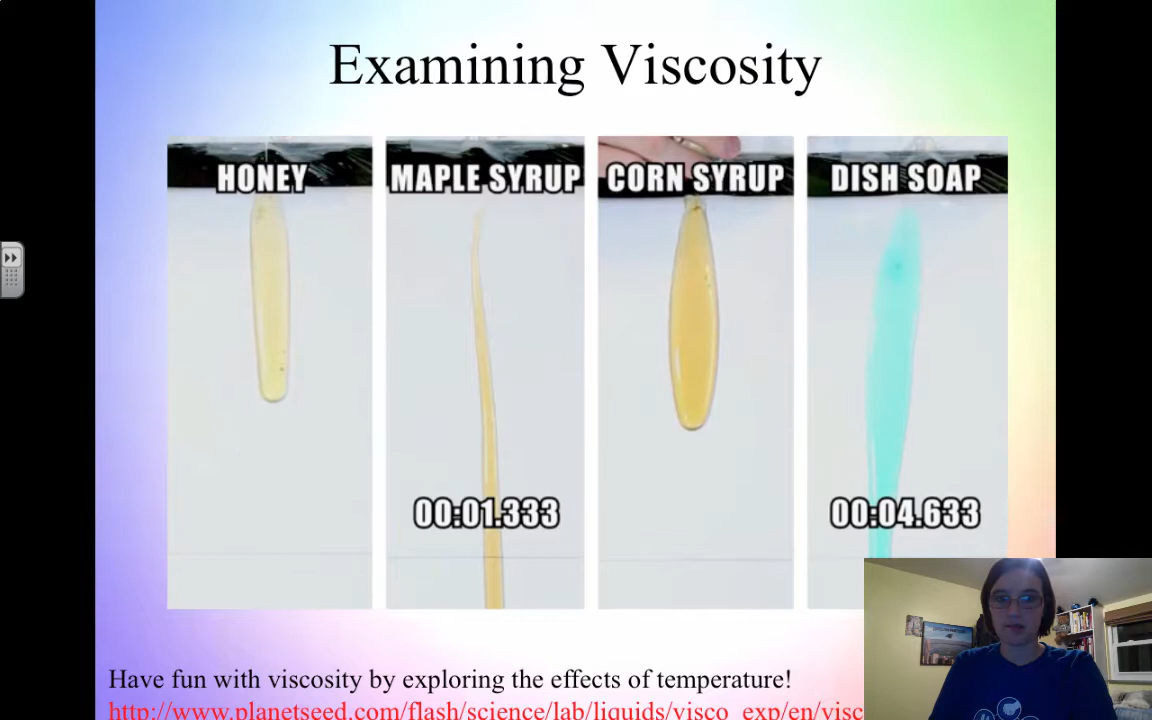 Examining Viscosity
HONEY
MAPLE SYRUP
CORN SYRUP
DISH SOAP
00:01.333
00:04.633
Have fun with viscosity by exploring the effects of temperature!
http://www.planetseed.com/flash/science/lab/liquids/visco_exp/en/visc